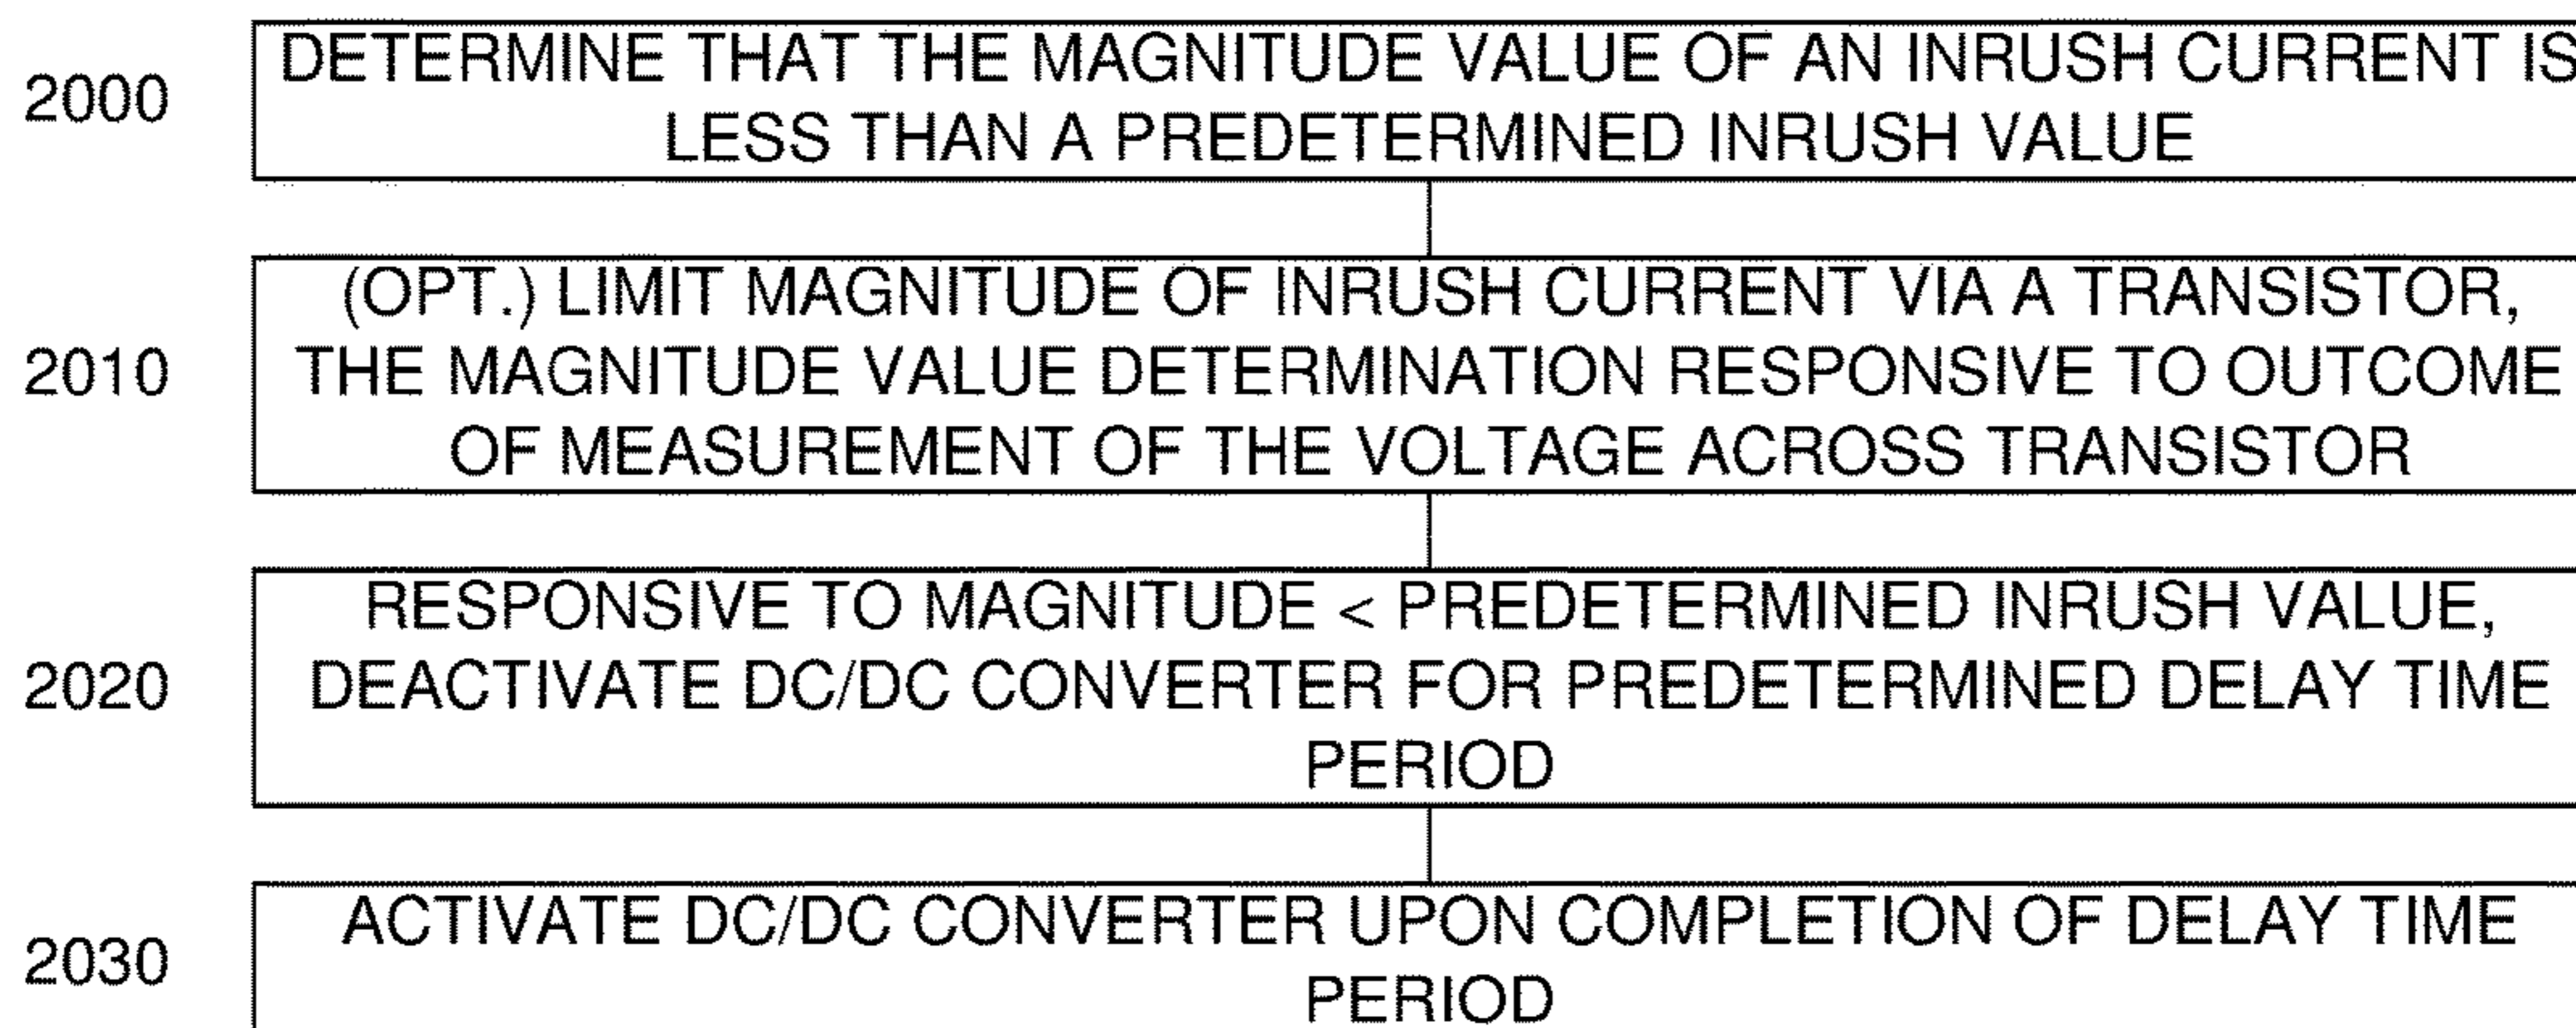 2000
DETERMINE THAT THE MAGNITUDE VALUE OF AN INRUSH CURRENT IS
LESS THAN A PREDETERMINED INRUSH VALUE
2010
(OPT.) LIMIT MAGNITUDE OF INRUSH CURRENT VIA A TRANSISTOR,
THE MAGNITUDE VALUE DETERMINATION RESPONSIVE TO OUTCOME
OF MEASUREMENT OF THE VOLTAGE ACROSS TRANSISTOR
2020
RESPONSIVE TO MAGNITUDE < PREDETERMINED INRUSH VALUE,
DEACTIVATE DC/DC CONVERTER FOR PREDETERMINED DELAY TIME
PERIOD
2030
ACTIVATE DC/DC CONVERTER UPON COMPLETION OF DELAY TIME
PERIOD